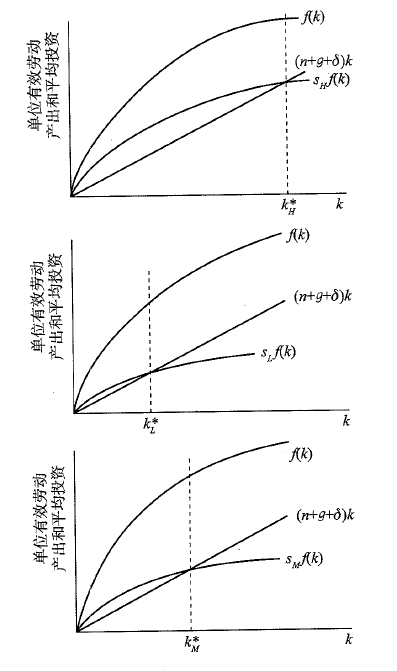 单位有效劳动
产出和平均投资
f(k)
(n+g+δ)k
s_H f(k)
k_H^*
k
单位有效劳动
产出和平均投资
f(k)
(n+g+δ)k
s_L f(k)
k_L^*
k
单位有效劳动
产出和平均投资
f(k)
(n+g+δ)k
s_M f(k)
k_M^*
k